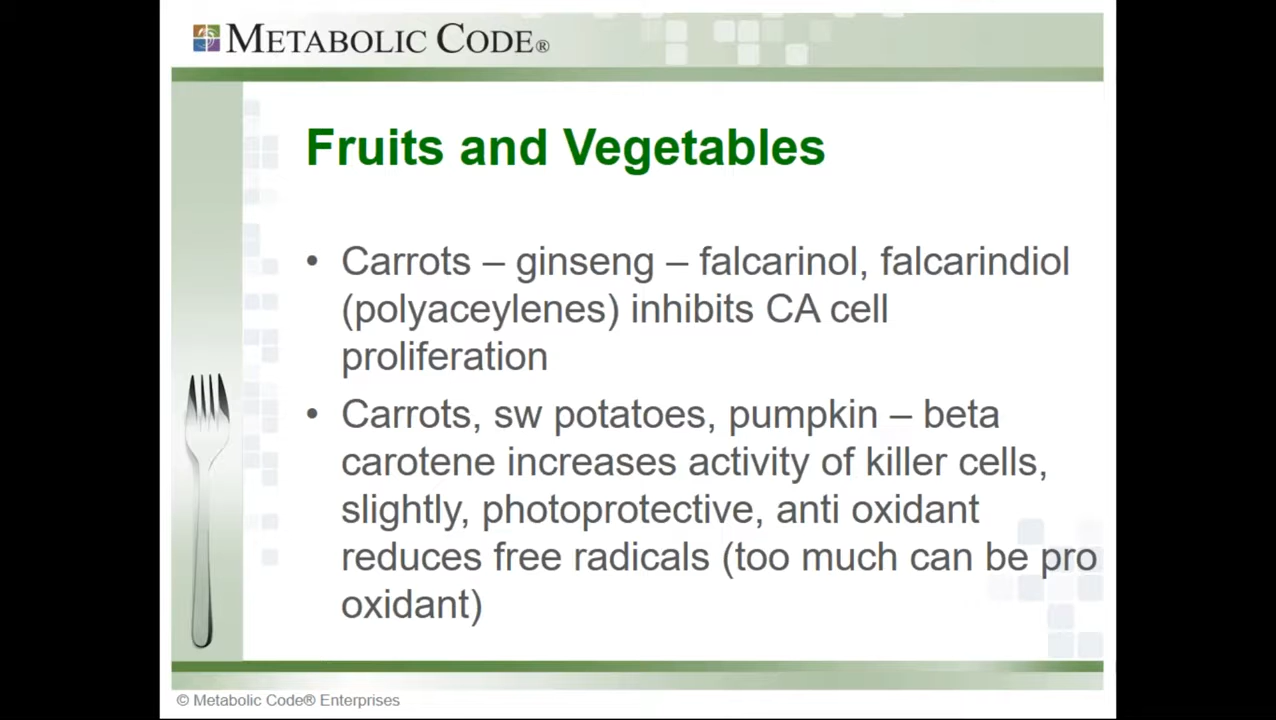 METABOLIC CODE®
Fruits and Vegetables
• Carrots – ginseng – falcarinol, falcarindiol
(polyaceylenes) inhibits CA cell
proliferation
• Carrots, sw potatoes, pumpkin – beta
carotene increases activity of killer cells,
slightly, photoprotective, anti oxidant
reduces free radicals (too much can be pro
oxidant)
© Metabolic Code® Enterprises